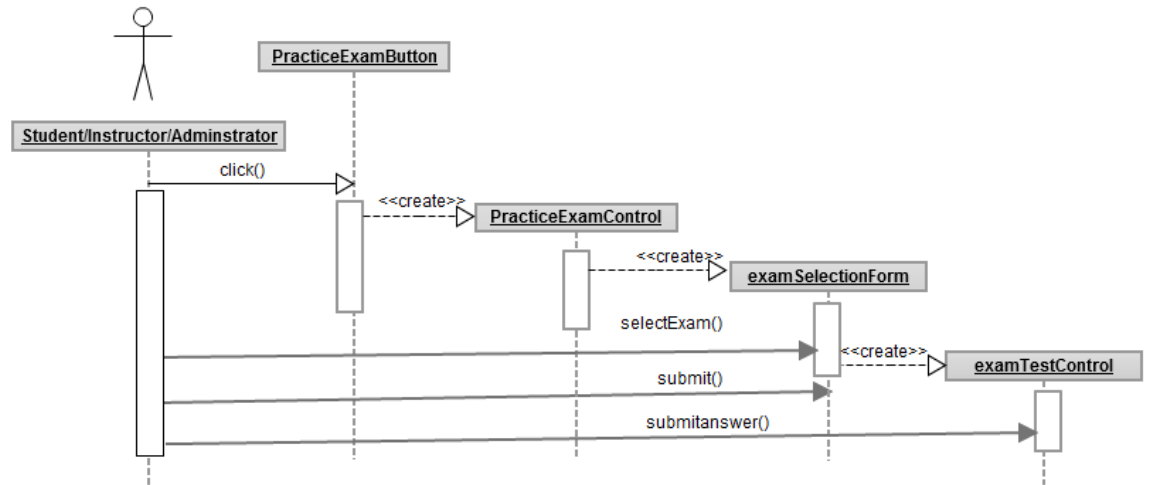 PracticeExamButton
Student/Instructor/Adminstrator
click()
<<create>>
PracticeExamControl
<<create>>
examSelectionForm
selectExam()
<<create>>
examTestControl
submit()
submitanswer()